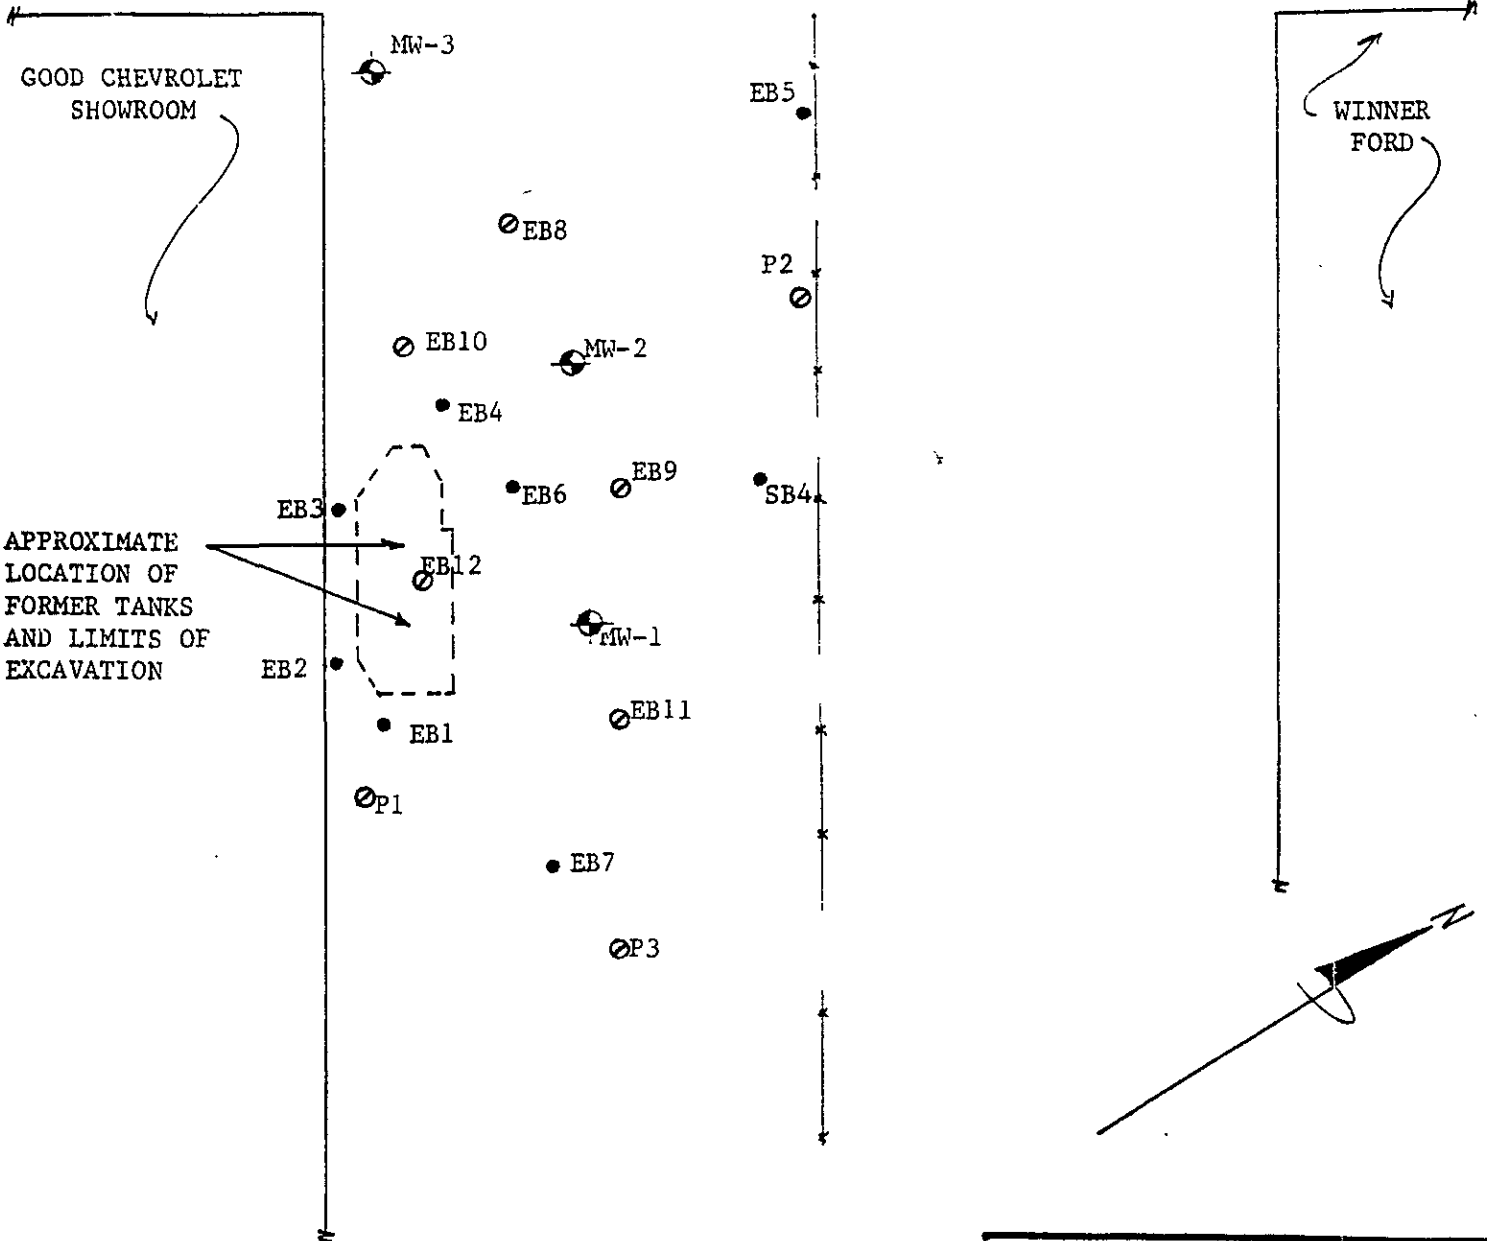 MW-3
GOOD CHEVROLET
SHOWROOM
EB5
WINNER
FORD
EB8
P2
EB10
MW-2
EB4
EB9
EB6
SB4
EB3
APPROXIMATE
LOCATION OF
FORMER TANKS
AND LIMITS OF
EXCAVATION
EB12
MW-1
EB2
EB11
EB1
P1
EB7
N
P3